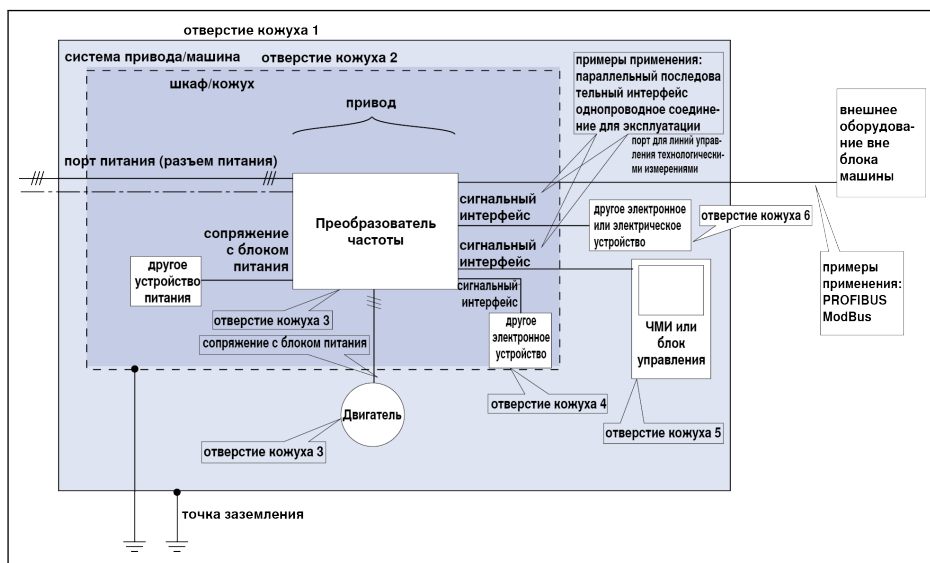 отверстие кожуха 1
система привода/машина
отверстие кожуха 2
шкаф/кожух
привод
примеры применения:
параллельный последова
тельный интерфейс
однопроводное соедине-
ние для эксплуатации
порт для линий управ-
ления технологически-
ми измерениями
внешнее
оборудова-
ние вне
блока
машины
порт питания (разъем питания)
Преобразователь
частоты
сигнальный
интерфейс
другое электронное
или электрическое
устройство
отверстие кожуха 6
сопряжение
с блоком
питания
сигнальный
интерфейс
другое
устройство
питания
сигнальный
интерфейс
примеры
применения:
PROFIBUS
ModBus
отверстие кожуха 3
другое
электронное
устройство
ЧМИ или
блок
управления
сопряжение с блоком питания
отверстие кожуха 4
Двигатель
отверстие кожуха 5
отверстие кожуха 3
точка заземления